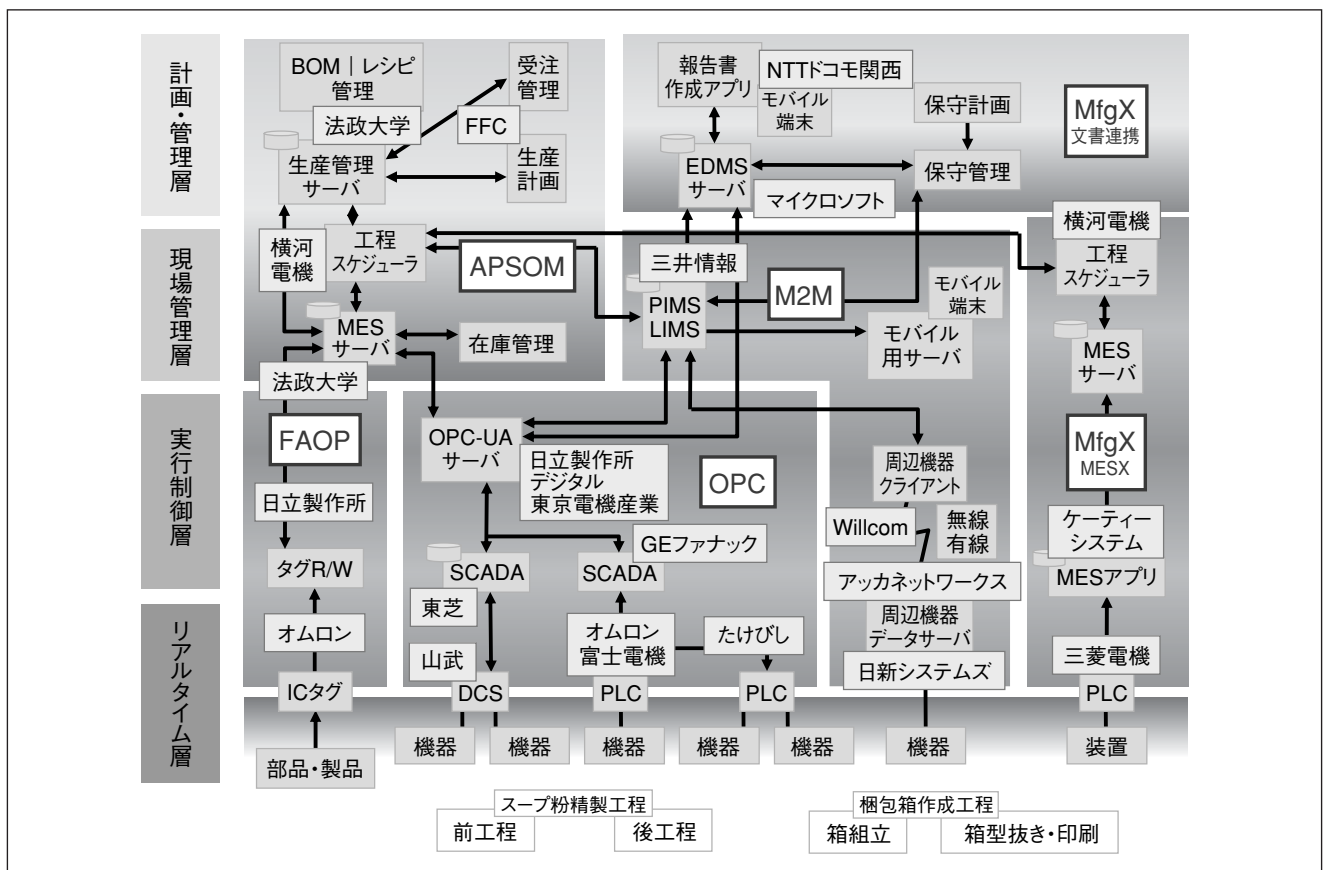 計画・管理層
BOM｜レシピ
管理
受注
管理
法政大学
FFC
生産管理
サーバ
生産
計画
報告書
作成アプリ
NTTドコモ関西
モバイル
端末
保守計画
EDMS
サーバ
保守管理
マイクロソフト
MfgX
文書連携
現場管理層
横河
電機
工程
スケジューラ
APSOM
三井情報
PIMS
LIMS
M2M
モバイル
端末
モバイル
用サーバ
横河電機
工程
スケジューラ
MES
サーバ
在庫管理
法政大学
MES
サーバ
実行制御層
FAOP
日立製作所
タグR/W
OPC-UA
サーバ
日立製作所
デジタル
東京電機産業
OPC
GEファナック
SCADA
SCADA
周辺機器
クライアント
Willcom
無線
有線
アッカネットワークス
MfgX
MESX
ケーティー
システム
MESアプリ
リアルタイム層
オムロン
ICタグ
部品・製品
東芝
山武
DCS
オムロン
富士電機
PLC
たけびし
PLC
周辺機器
データサーバ
日新システムズ
三菱電機
PLC
機器
機器
機器
機器
機器
機器
装置
スープ粉精製工程
前工程
後工程
梱包箱作成工程
箱組立
箱型抜き・印刷